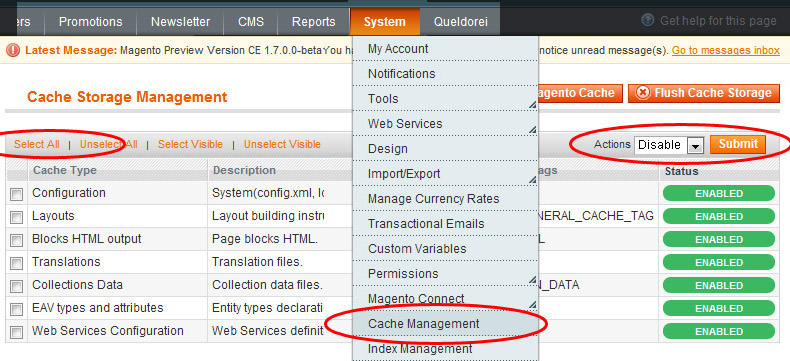 ers Promotions Newsletter CMS Reports System Queldorei Get help for this page
Latest Message: Magento Preview Version CE 1.7.0.0-beta You ha notice unread message(s). Go to messages inbox
My Account
Notifications
Tools
Web Services
Design
Import/Export
Manage Currency Rates
Transactional Emails
Custom Variables
Permissions
Magento Connect
Cache Management
Index Management
Cache Storage Management agento Cache Flush Cache Storage
Select All | Unselect All | Select Visible | Unselect Visible Actions Disable Submit
Cache Type Description Tags Status
Configuration System(config.xml, lo ENABLED
Layouts Layout building instru NERAL_CACHE_TAG ENABLED
Blocks HTML output Page blocks HTML. ENABLED
Translations Translation files. ENABLED
Collections Data Collection data files. N_DATA ENABLED
EAV types and attributes Entity types declarati ENABLED
Web Services Configuration Web Services definit ENABLED